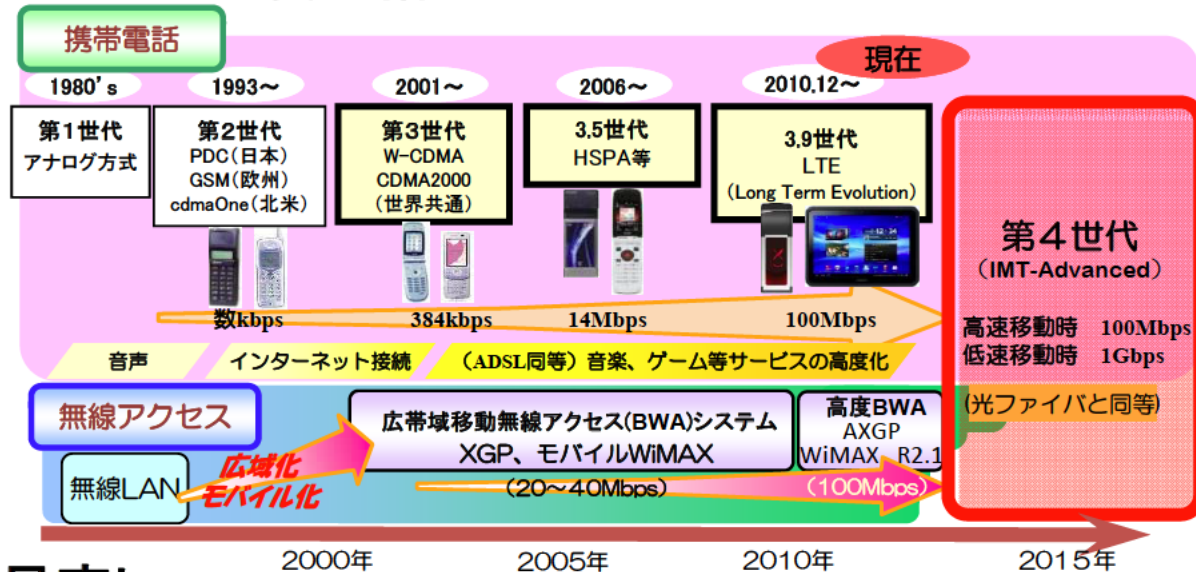 携帯電話
現在
1980's
1993～
2001～
2006～
2010.12～
第1世代
アナログ方式
第2世代
PDC(日本)
GSM(欧州)
cdmaOne(北米)
第3世代
W-CDMA
CDMA2000
(世界共通)
3.5世代
HSPA等
3.9世代
LTE
(Long Term Evolution)
第4世代
（IMT-Advanced）
数kbps
384kbps
14Mbps
100Mbps
高速移動時 100Mbps
低速移動時 1Gbps
音声
インターネット接続
（ADSL同等）音楽、ゲーム等サービスの高度化
(光ファイバと同等)
無線アクセス
無線LAN
広域化
モバイル化
広帯域移動無線アクセス(BWA)システム
XGP、モバイルWiMAX
高度BWA
AXGP
WiMAX R2.1
(20～40Mbps)
(100Mbps)
2000年
2005年
2010年
2015年